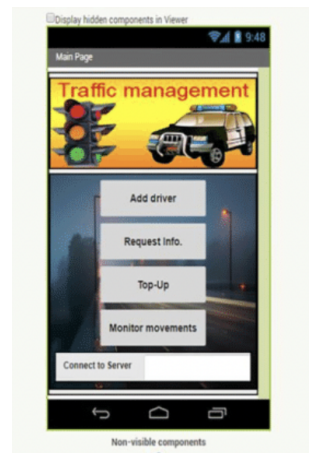 Display hidden components in Viewer
9:48
Main Page
Traffic management
Add driver
Request Info.
Top-Up
Monitor movements
Connect to Server
Non-visible components